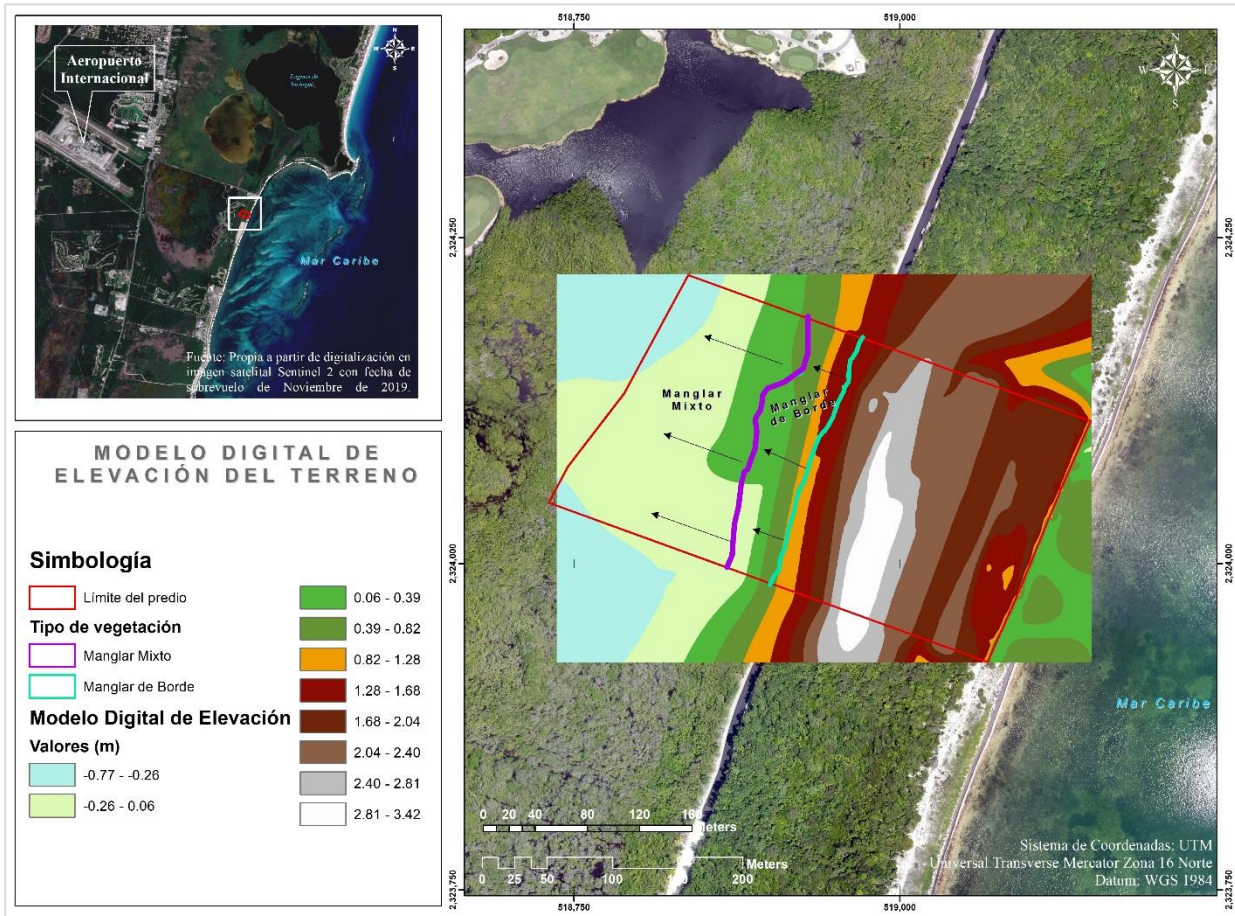 Aeropuerto
Internacional
N
W E
S
Mar Caribe
Fuente: Propia a partir de digitalización en
imagen satelital Sentinel 2 con fecha de
sobrevuelo de Noviembre de 2019.
MODELO DIGITAL DE
ELEVACIÓN DEL TERRENO
Simbología
Límite del predio
Tipo de vegetación
Manglar Mixto
Manglar de Borde
Modelo Digital de Elevación
Valores (m)
-0.77 - -0.26
-0.26 - 0.06
0.06 - 0.39
0.39 - 0.82
0.82 - 1.28
1.28 - 1.68
1.68 - 2.04
2.04 - 2.40
2.40 - 2.81
2.81 - 3.42
518,750
519,000
2,324,250
2,324,250
2,324,000
2,324,000
2,323,750
2,323,750
N
W E
S
Manglar
Mixto
Manglar
de Borde
Mar Caribe
0 10 20 40 80 120 160
Meters
Meters
0 25 50 100 150 200
Sistema de Coordenadas: UTM
Universal Transverse Mercator Zona 16 Norte
Datum: WGS 1984
518,750
519,000